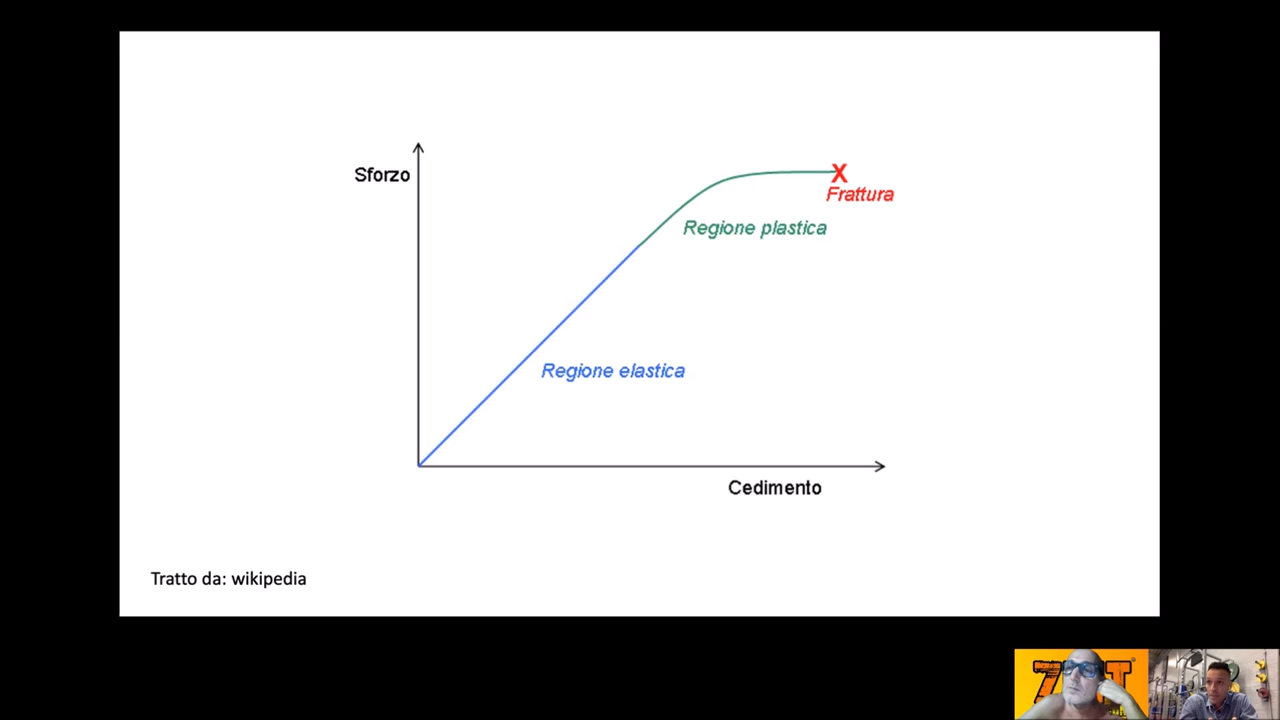 Sforzo
X
Frattura
Regione plastica
Regione elastica
Cedimento
Tratto da: wikipedia